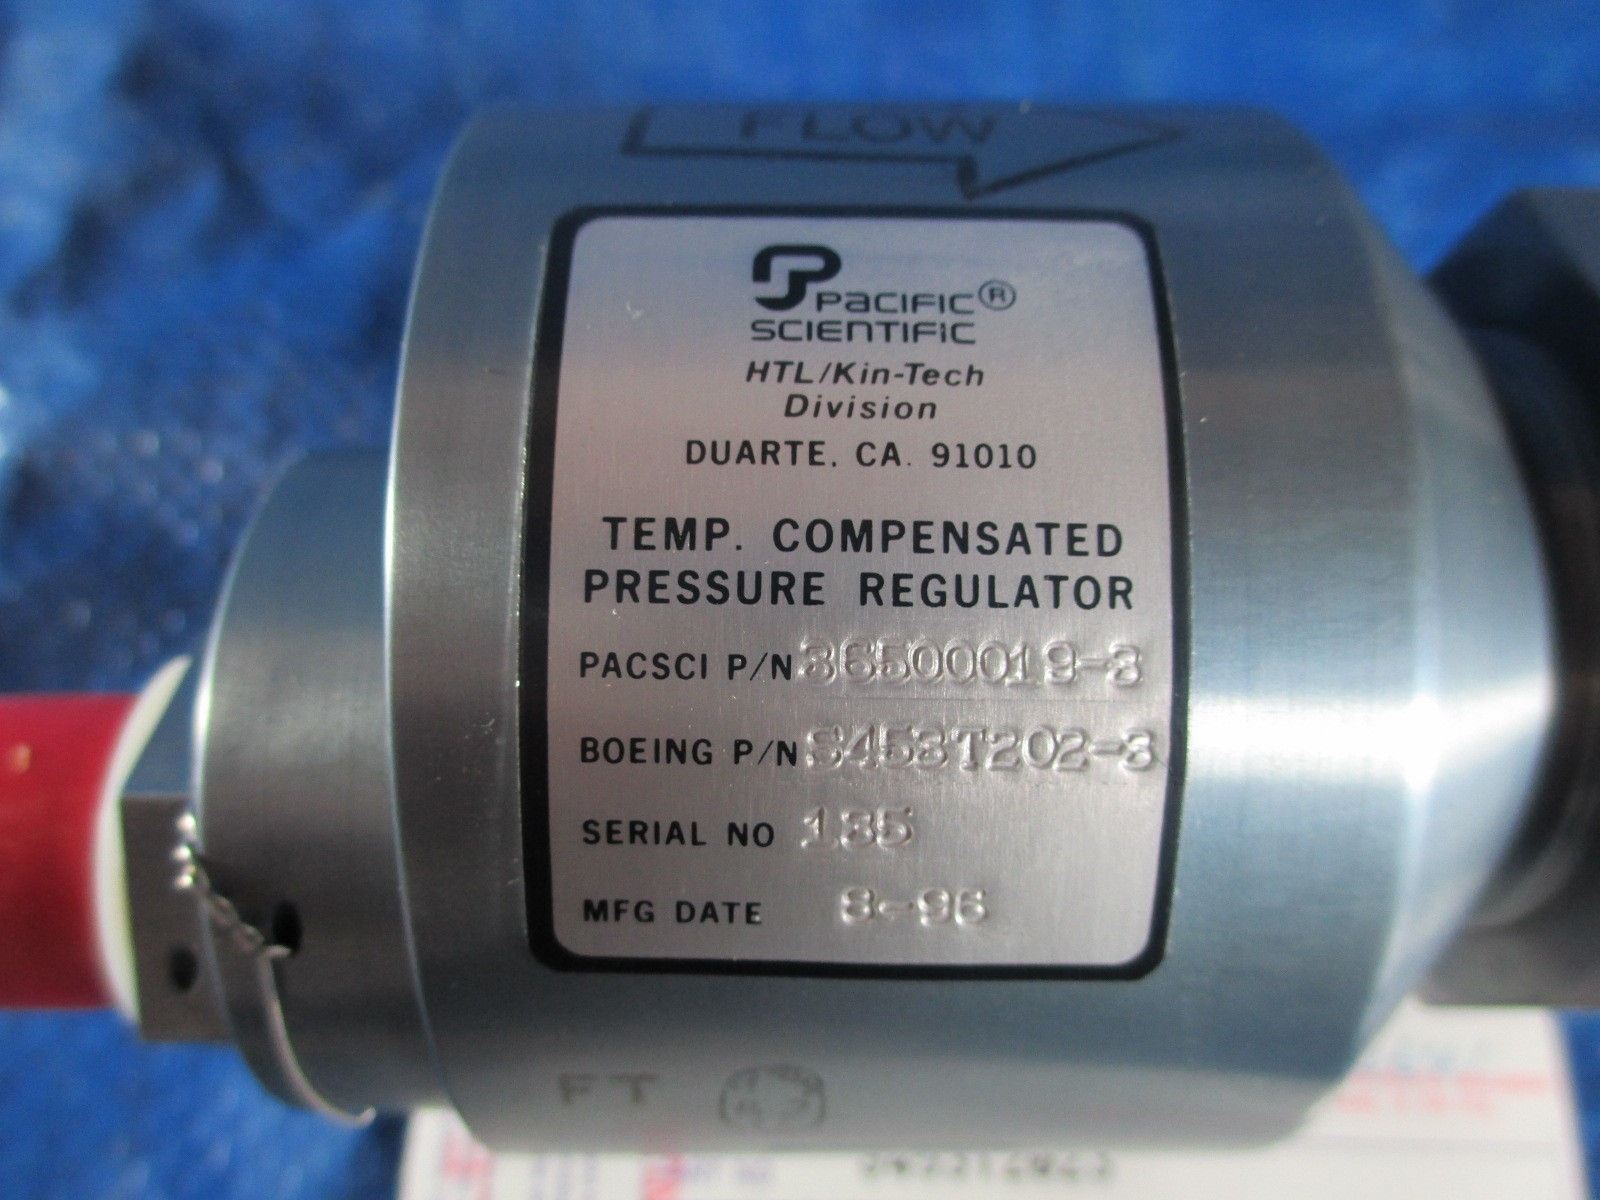 FLOW
PACIFIC®
SCIENTIFIC
HTL/Kin-Tech
Division
DUARTE, CA. 91010
TEMP. COMPENSATED
PRESSURE REGULATOR
PACSCI P/N 36500019-3
BOEING P/N S453T202-3
SERIAL NO 135
MFG DATE 8-96
FT